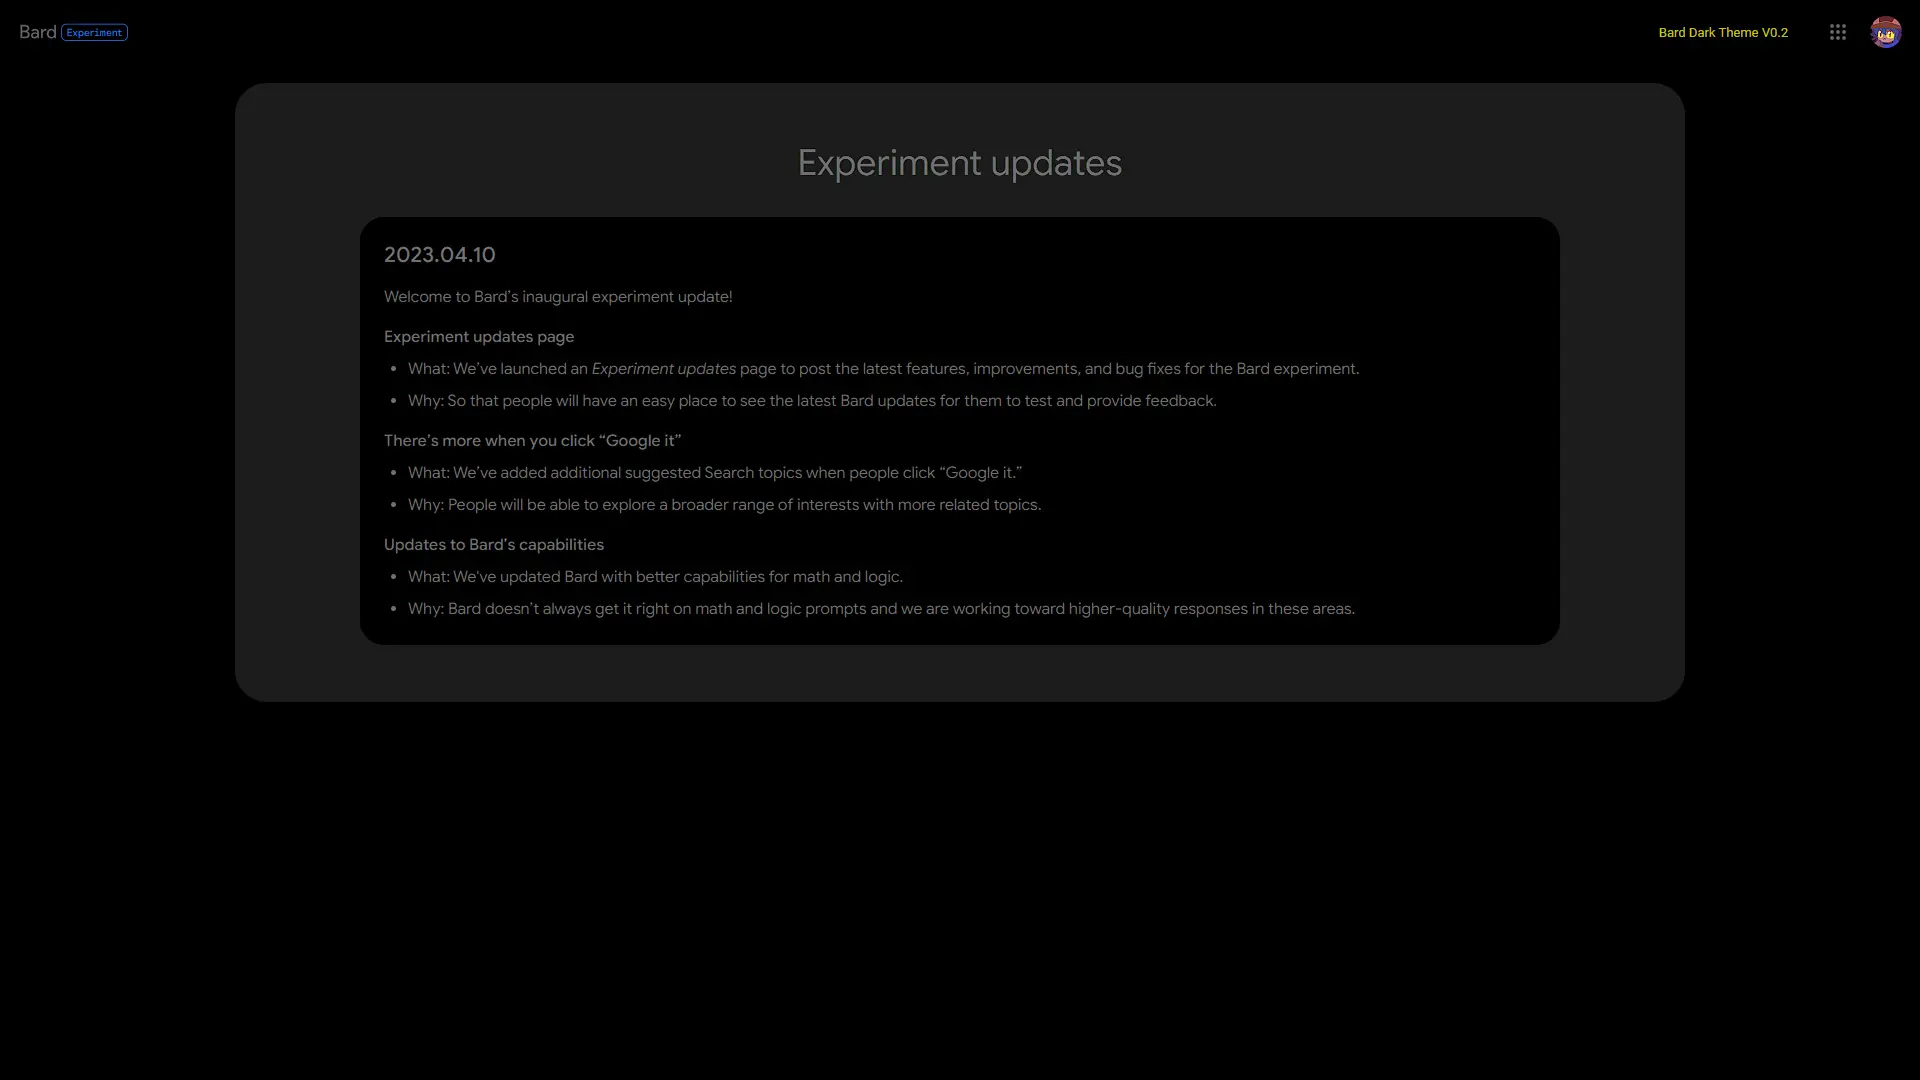 Bard Experiment
Bard Dark Theme V0.2
Experiment updates
2023.04.10
Welcome to Bard’s inaugural experiment update!
Experiment updates page
• What: We’ve launched an Experiment updates page to post the latest features, improvements, and bug fixes for the Bard experiment.
• Why: So that people will have an easy place to see the latest Bard updates for them to test and provide feedback.
There’s more when you click “Google it”
• What: We’ve added additional suggested Search topics when people click “Google it.”
• Why: People will be able to explore a broader range of interests with more related topics.
Updates to Bard’s capabilities
• What: We've updated Bard with better capabilities for math and logic.
• Why: Bard doesn’t always get it right on math and logic prompts and we are working toward higher-quality responses in these areas.